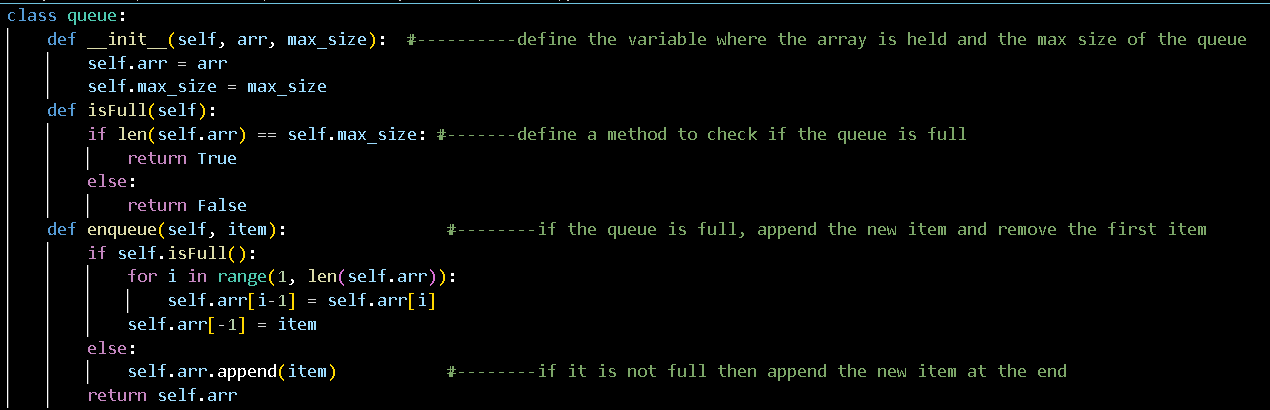 class queue:
    def __init__(self, arr, max_size):  #----------define the variable where the array is held and the max size of the queue
        self.arr = arr
        self.max_size = max_size
    def isFull(self):
        if len(self.arr) == self.max_size: #-------define a method to check if the queue is full
            return True
        else:
            return False
    def enqueue(self, item):                #--------if the queue is full, append the new item and remove the first item
        if self.isFull():
            for i in range(1, len(self.arr)):
                self.arr[i-1] = self.arr[i]
            self.arr[-1] = item
        else:
            self.arr.append(item)           #--------if it is not full then append the new item at the end
        return self.arr